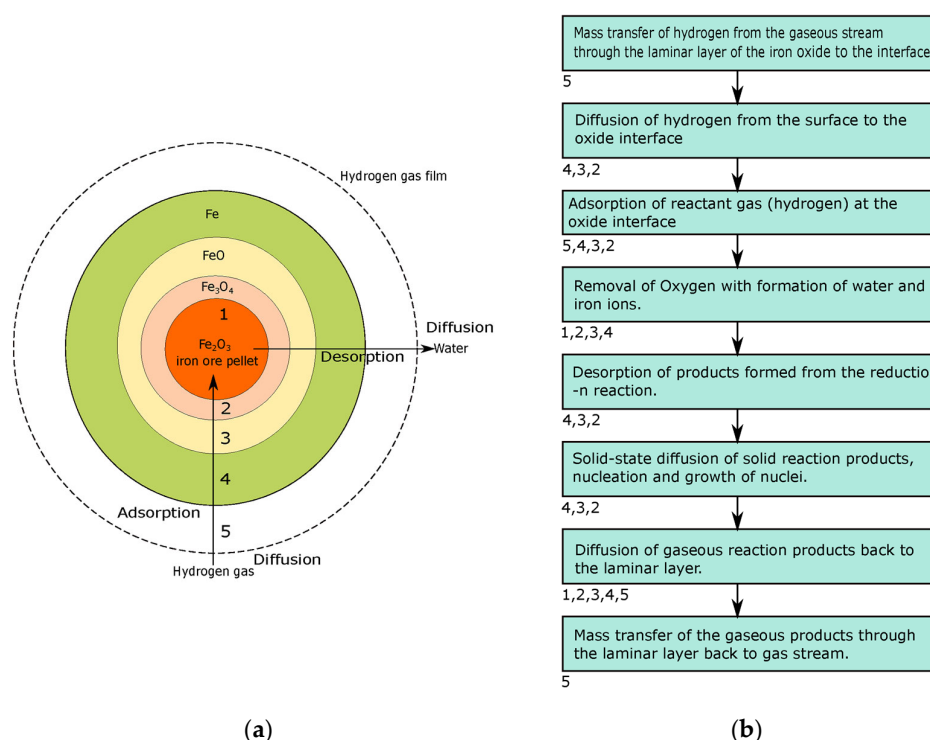 Hydrogen gas film
Fe
FeO
Fe₃O₄
1
Fe₂O₃
iron ore pellet
Diffusion
Water
Desorption
2
3
4
Adsorption
5
Diffusion
Hydrogen gas
(a)
Mass transfer of hydrogen from the gaseous stream
through the laminar layer of the iron oxide to the interface
5
Diffusion of hydrogen from the surface to the
oxide interface
4,3,2
Adsorption of reactant gas (hydrogen) at the
oxide interface
5,4,3,2
Removal of Oxygen with formation of water and
iron ions.
1,2,3,4
Desorption of products formed from the reductio
-n reaction.
4,3,2
Solid-state diffusion of solid reaction products,
nucleation and growth of nuclei.
4,3,2
Diffusion of gaseous reaction products back to
the laminar layer.
1,2,3,4,5
Mass transfer of the gaseous products through
the laminar layer back to gas stream.
5
(b)